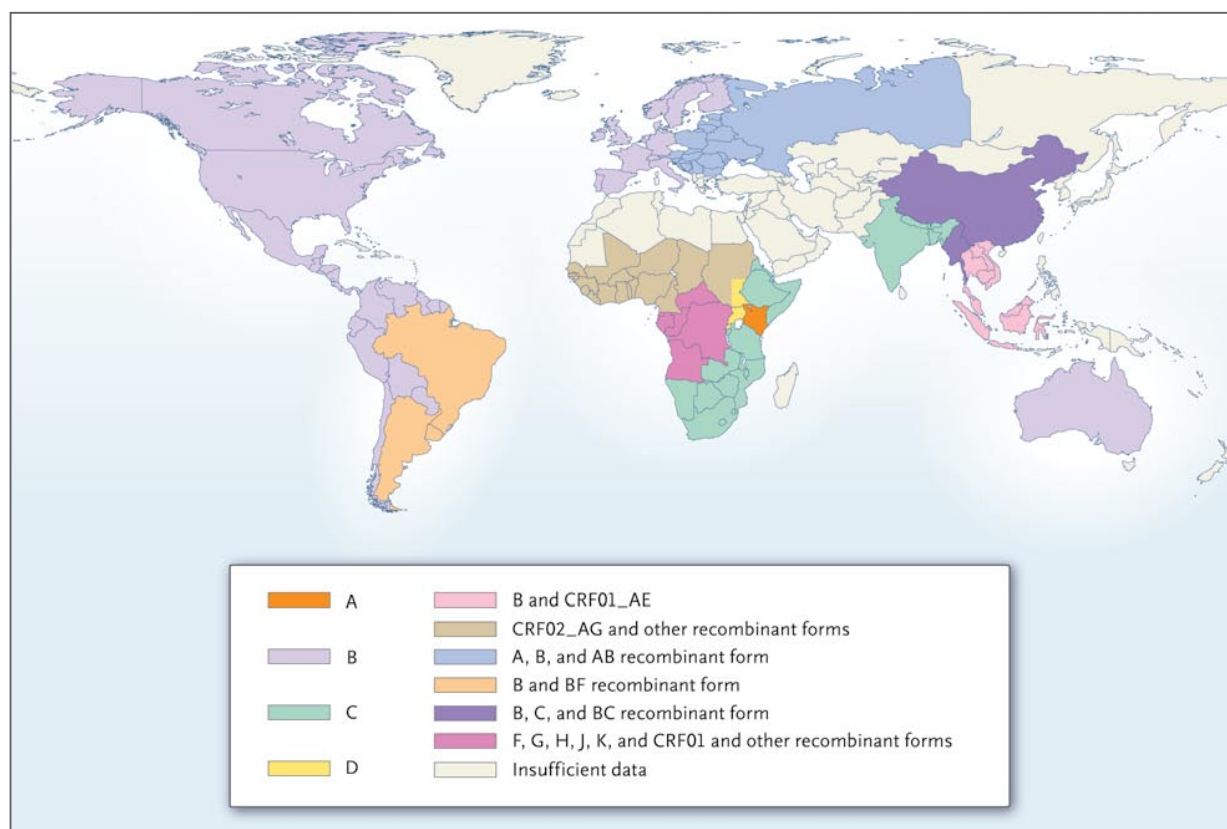 A
B and CRF01_AE
CRF02_AG and other recombinant forms
B
A, B, and AB recombinant form
B and BF recombinant form
C
B, C, and BC recombinant form
F, G, H, J, K, and CRF01 and other recombinant forms
D
Insufficient data